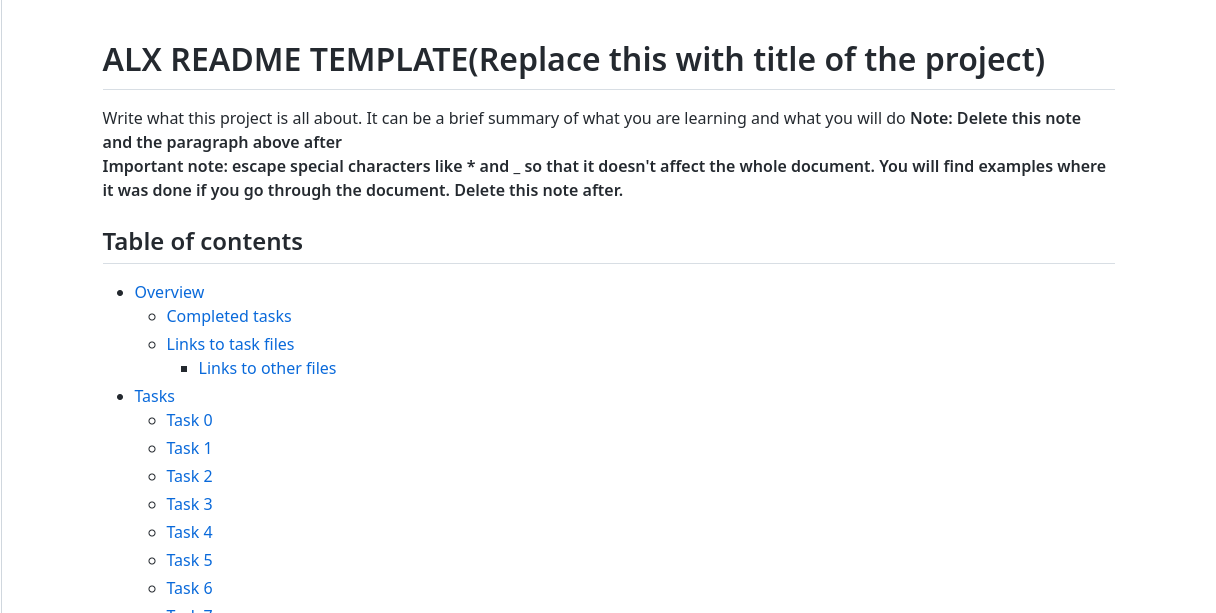 ALX README TEMPLATE(Replace this with title of the project)
Write what this project is all about. It can be a brief summary of what you are learning and what you will do Note: Delete this note
and the paragraph above after
Important note: escape special characters like * and _ so that it doesn't affect the whole document. You will find examples where
it was done if you go through the document. Delete this note after.
Table of contents
Overview
Completed tasks
Links to task files
Links to other files
Tasks
Task 0
Task 1
Task 2
Task 3
Task 4
Task 5
Task 6
Task 7